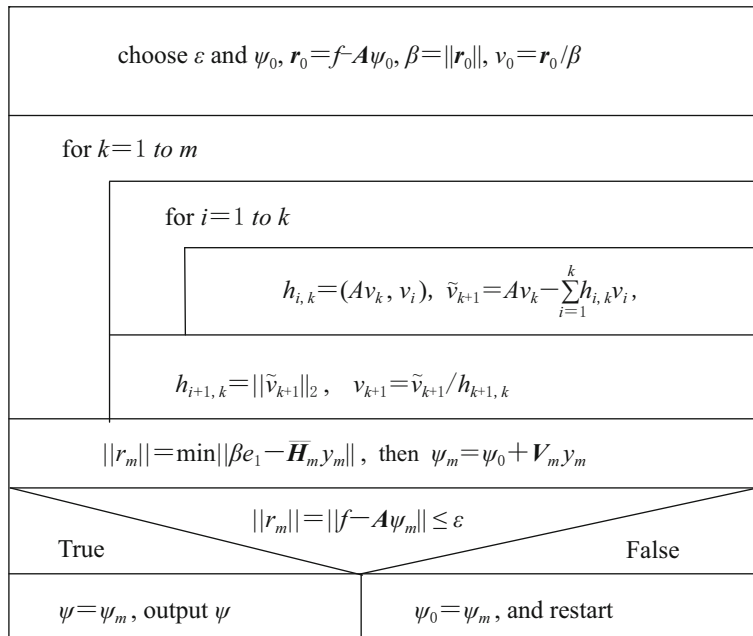 choose ε and ψ₀, r₀=f-Aψ₀, β=||r₀||, v₀=r₀/β
for k=1 to m
for i=1 to k
h_{i,k}=(Av_k, v_i), ṽ_{k+1}=Av_k-∑_{i=1}^{k}h_{i,k}v_i,
h_{i+1,k}=||ṽ_{k+1}||₂, v_{k+1}=ṽ_{k+1}/h_{k+1,k}
||r_m||=min||βe₁-H̅_m y_m||, then ψ_m=ψ₀+V_m y_m
||r_m||=||f-Aψ_m||≤ε
True
False
ψ=ψ_m, output ψ
ψ₀=ψ_m, and restart